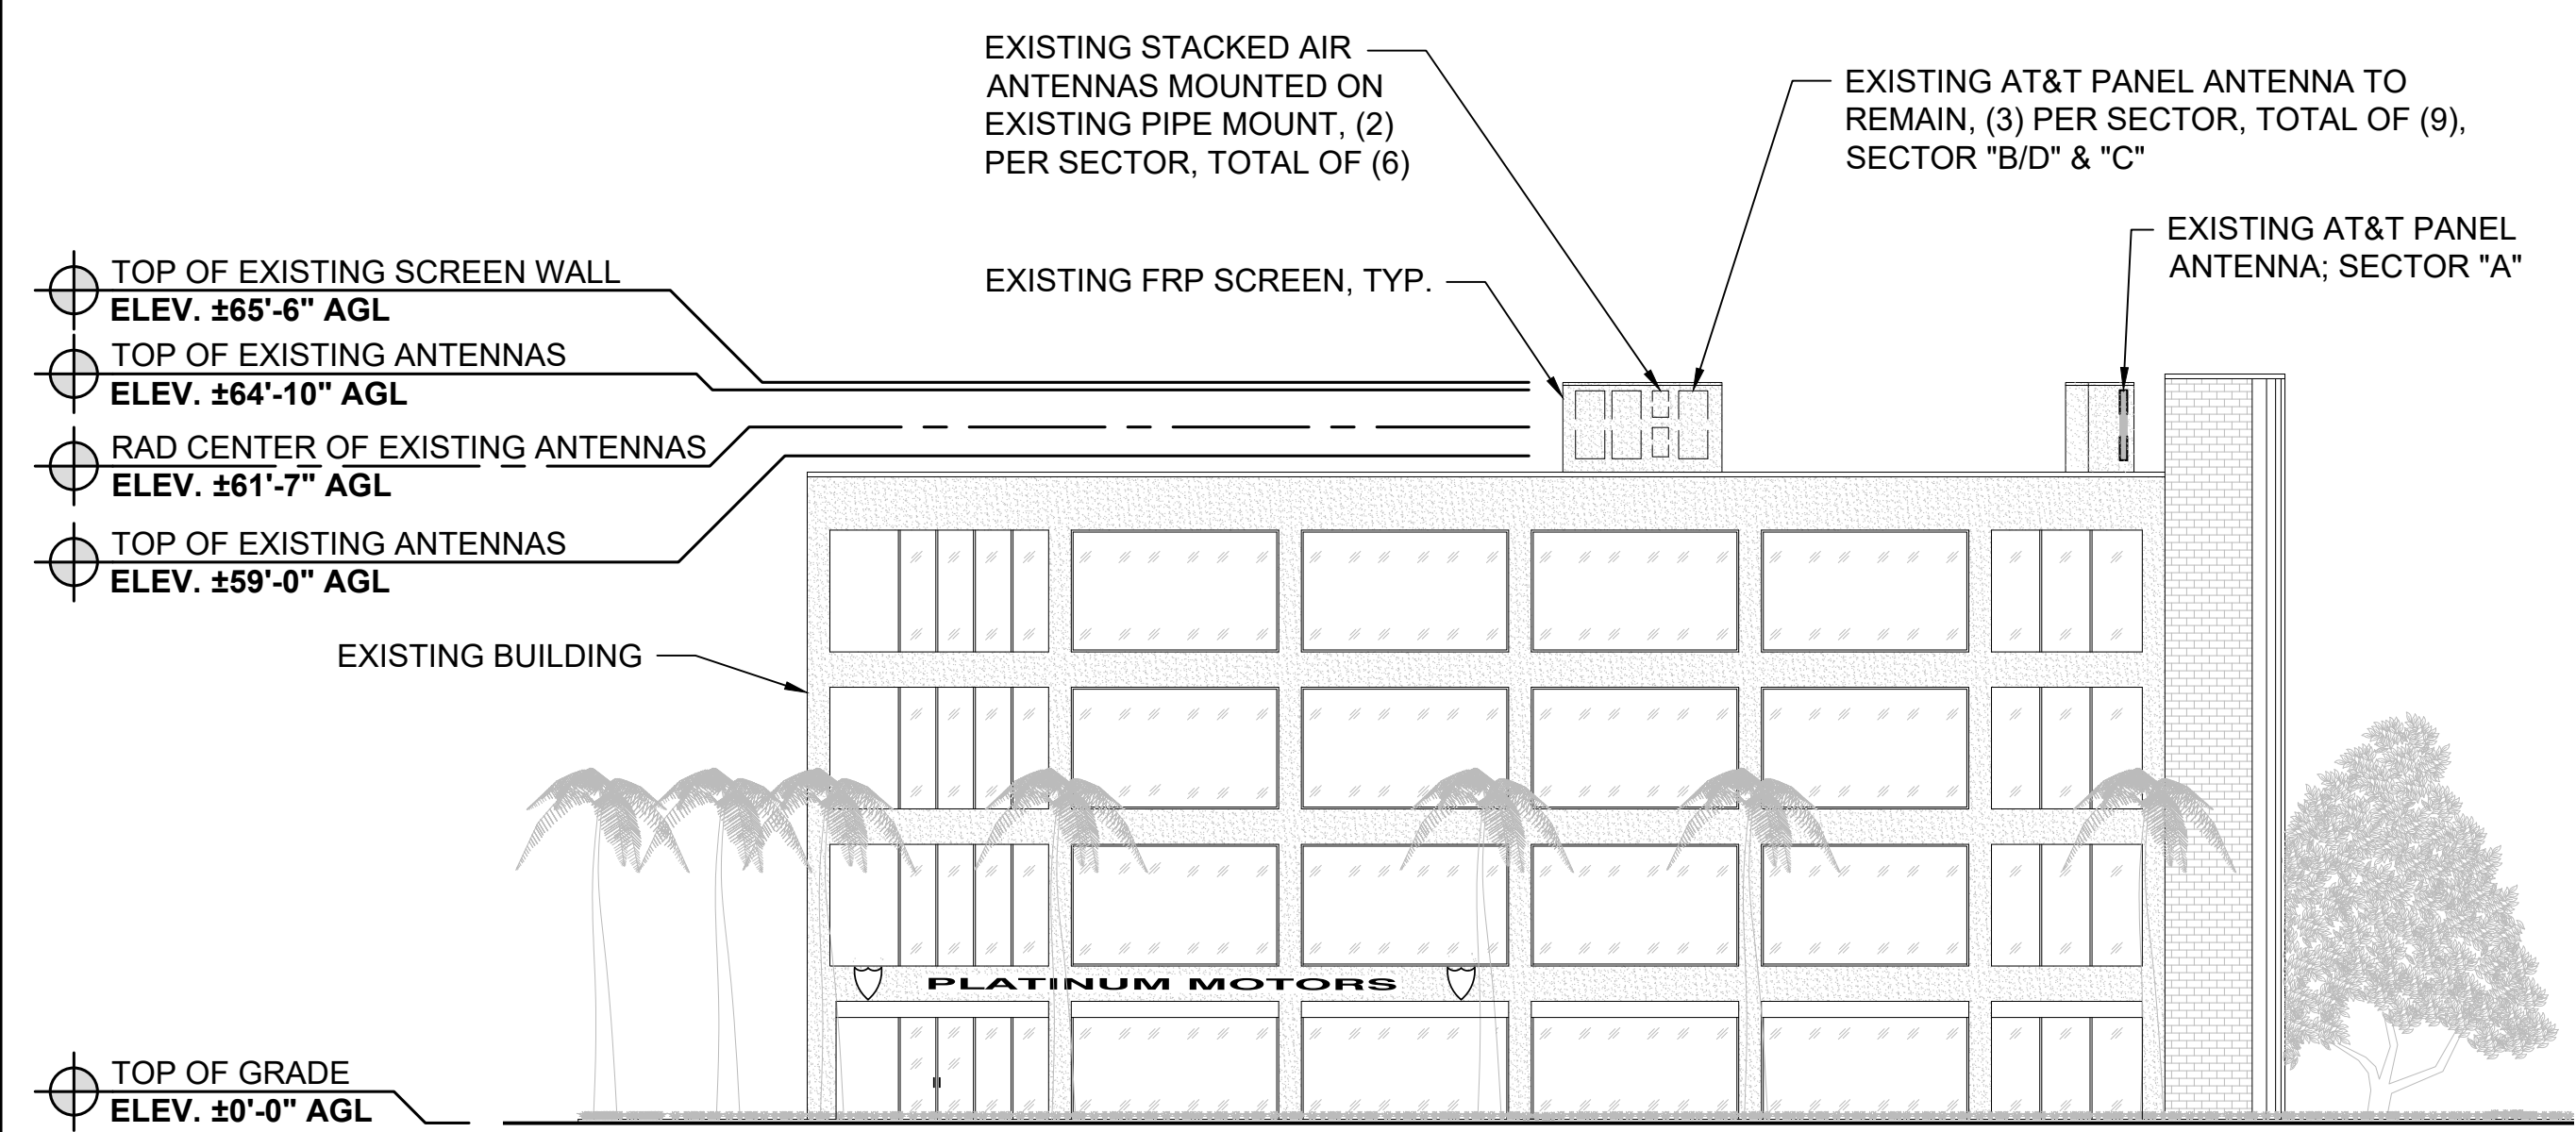 EXISTING STACKED AIR
ANTENNAS MOUNTED ON
EXISTING PIPE MOUNT, (2)
PER SECTOR, TOTAL OF (6)
EXISTING AT&T PANEL ANTENNA TO
REMAIN, (3) PER SECTOR, TOTAL OF (9),
SECTOR "B/D" & "C"
EXISTING AT&T PANEL
ANTENNA; SECTOR "A"
EXISTING FRP SCREEN, TYP.
TOP OF EXISTING SCREEN WALL
ELEV. ±65'-6" AGL
TOP OF EXISTING ANTENNAS
ELEV. ±64'-10" AGL
RAD CENTER OF EXISTING ANTENNAS
ELEV. ±61'-7" AGL
TOP OF EXISTING ANTENNAS
ELEV. ±59'-0" AGL
EXISTING BUILDING
PLATINUM MOTORS
TOP OF GRADE
ELEV. ±0'-0" AGL